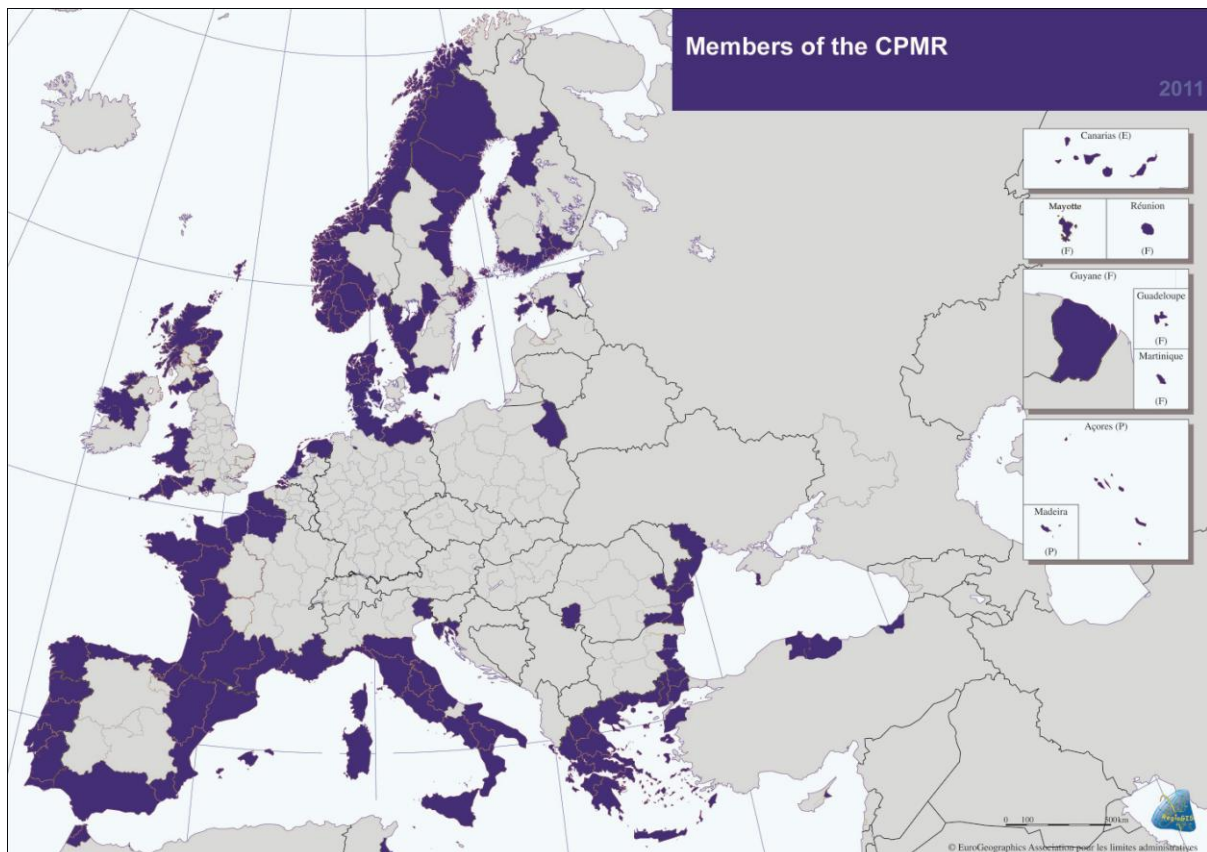 Members of the CPMR
2011
Canarias (E)
Mayotte
(F)
Réunion
(F)
Guyane (F)
Guadeloupe
(F)
Martinique
(F)
Açores (P)
Madeira
(P)
0 100 500km
RegioGIS
© EuroGeographics Association pour les limites administratives